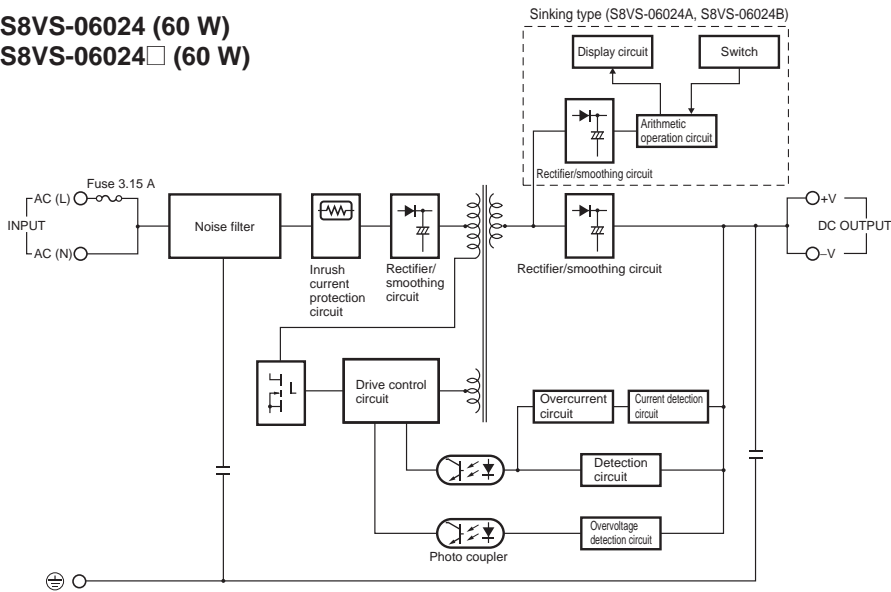 S8VS-06024 (60 W)
S8VS-06024□ (60 W)
Sinking type (S8VS-06024A, S8VS-06024B)
Display circuit
Switch
Arithmetic
operation circuit
Rectifier/smoothing circuit
Fuse 3.15 A
AC (L)
INPUT
AC (N)
Noise filter
Inrush
current
protection
circuit
Rectifier/
smoothing
circuit
Rectifier/smoothing circuit
+V
DC OUTPUT
−V
Drive control
circuit
Overcurrent
circuit
Current detection
circuit
Detection
circuit
Overvoltage
detection circuit
Photo coupler